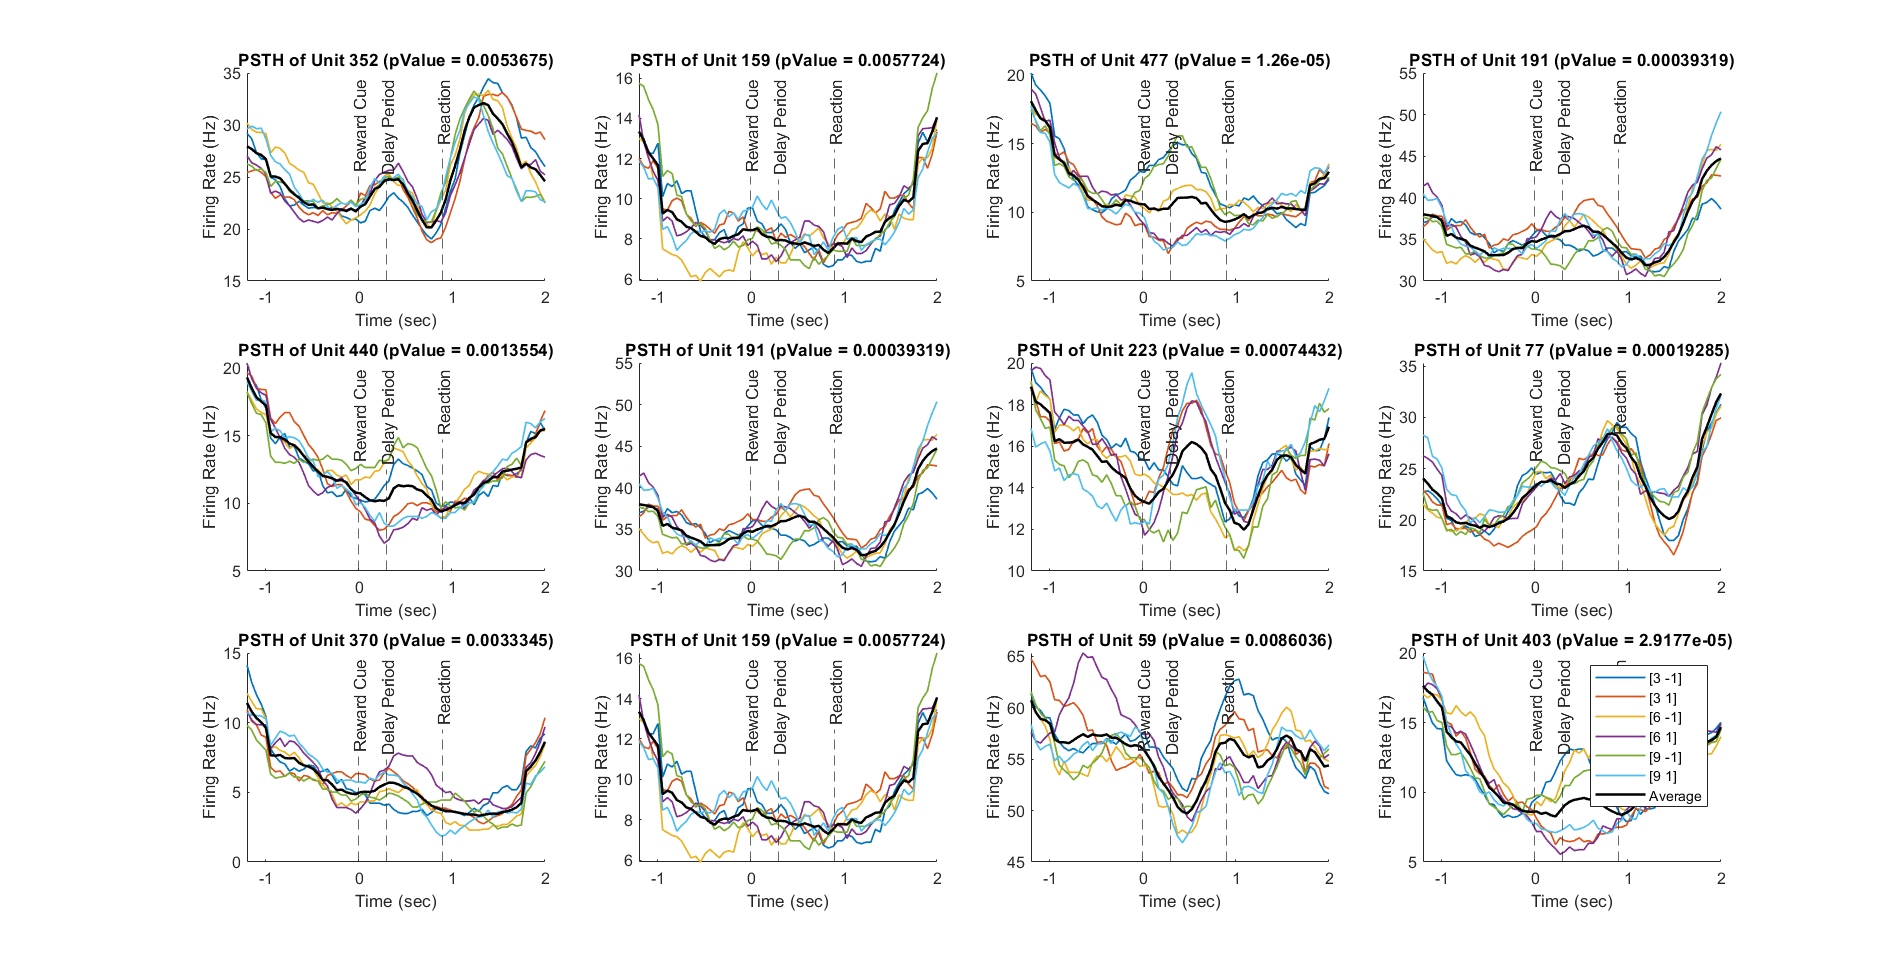 PSTH of Unit 352 (pValue = 0.0053675)
35
30
25
20
15
Firing Rate (Hz)
Reward Cue
Delay Period
Reaction
-1
0
1
2
Time (sec)
PSTH of Unit 159 (pValue = 0.0057724)
16
14
12
10
8
6
Firing Rate (Hz)
Reward Cue
Delay Period
Reaction
-1
0
1
2
Time (sec)
PSTH of Unit 477 (pValue = 1.26e-05)
20
15
10
5
Firing Rate (Hz)
Reward Cue
Delay Period
Reaction
-1
0
1
2
Time (sec)
PSTH of Unit 191 (pValue = 0.00039319)
55
50
45
40
35
30
Firing Rate (Hz)
Reward Cue
Delay Period
Reaction
-1
0
1
2
Time (sec)
PSTH of Unit 440 (pValue = 0.0013554)
20
15
10
5
Firing Rate (Hz)
Reward Cue
Delay Period
Reaction
-1
0
1
2
Time (sec)
PSTH of Unit 191 (pValue = 0.00039319)
55
50
45
40
35
30
Firing Rate (Hz)
Reward Cue
Delay Period
Reaction
-1
0
1
2
Time (sec)
PSTH of Unit 223 (pValue = 0.00074432)
20
18
16
14
12
10
Firing Rate (Hz)
Reward Cue
Delay Period
Reaction
-1
0
1
2
Time (sec)
PSTH of Unit 77 (pValue = 0.00019285)
35
30
25
20
15
Firing Rate (Hz)
Reward Cue
Delay Period
Reaction
-1
0
1
2
Time (sec)
PSTH of Unit 370 (pValue = 0.0033345)
15
10
5
0
Firing Rate (Hz)
Reward Cue
Delay Period
Reaction
-1
0
1
2
Time (sec)
PSTH of Unit 159 (pValue = 0.0057724)
16
14
12
10
8
6
Firing Rate (Hz)
Reward Cue
Delay Period
Reaction
-1
0
1
2
Time (sec)
PSTH of Unit 59 (pValue = 0.0086036)
65
60
55
50
45
Firing Rate (Hz)
Reward Cue
Delay Period
Reaction
-1
0
1
2
Time (sec)
PSTH of Unit 403 (pValue = 2.9177e-05)
20
15
10
5
Firing Rate (Hz)
Reward Cue
Delay Period
[3 -1]
[3 1]
[6 -1]
[6 1]
[9 -1]
[9 1]
Average
-1
0
1
2
Time (sec)